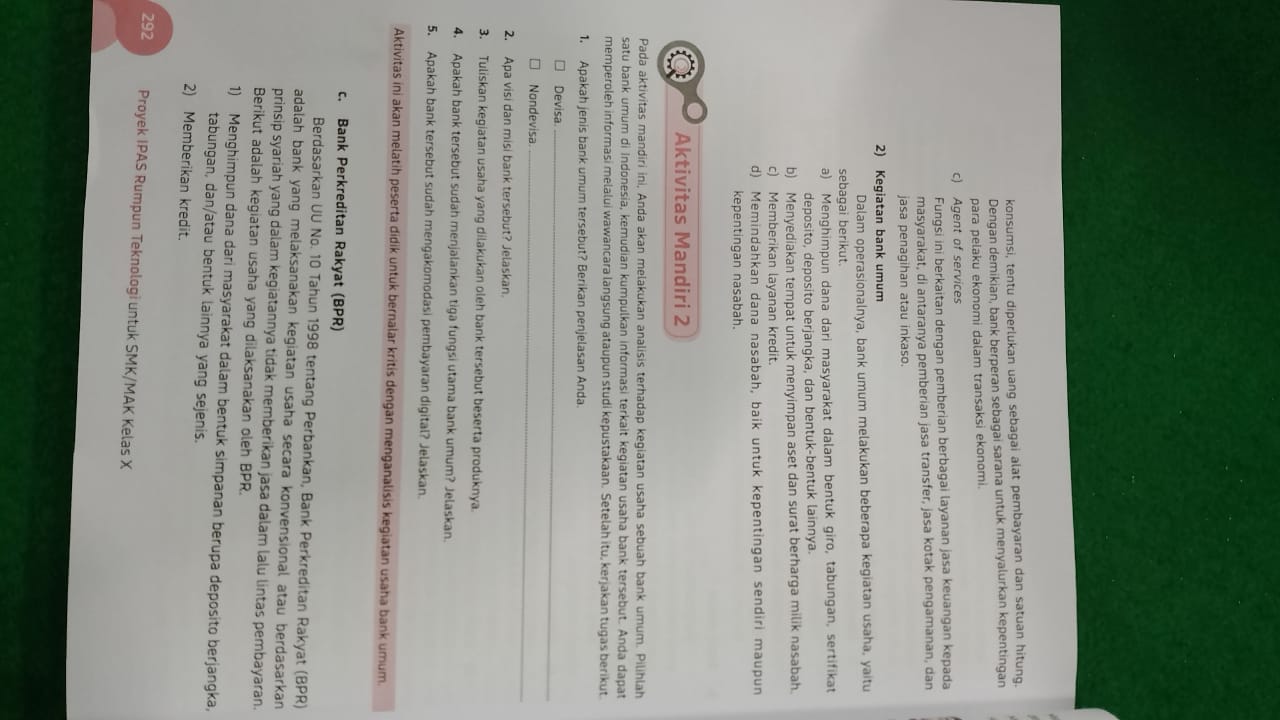 konsumsi, tentu diperlukan uang sebagai alat pembayaran dan satuan hitung.
Dengan demikian, bank berperan sebagai sarana untuk menyalurkan kepentingan
para pelaku ekonomi dalam transaksi ekonomi.
c) Agent of services
Fungsi ini berkaitan dengan pemberian berbagai layanan jasa keuangan kepada
masyarakat, di antaranya pemberian jasa transfer, jasa kotak pengamanan, dan
jasa penagihan atau inkaso.
2) Kegiatan bank umum
Dalam operasionalnya, bank umum melakukan beberapa kegiatan usaha, yaitu
sebagai berikut.
a) Menghimpun dana dari masyarakat dalam bentuk giro, tabungan, sertifikat
deposito, deposito berjangka, dan bentuk-bentuk lainnya.
b) Menyediakan tempat untuk menyimpan aset dan surat berharga milik nasabah.
c) Memberikan layanan kredit.
d) Memindahkan dana nasabah, baik untuk kepentingan sendiri maupun
kepentingan nasabah.
Aktivitas Mandiri 2
Pada aktivitas mandiri ini, Anda akan melakukan analisis terhadap kegiatan usaha sebuah bank umum. Pilihlah
satu bank umum di Indonesia, kemudian kumpulkan informasi terkait kegiatan usaha bank tersebut. Anda dapat
memperoleh informasi melalui wawancara langsung ataupun studi kepustakaan. Setelah itu, kerjakan tugas berikut.
1. Apakah jenis bank umum tersebut? Berikan penjelasan Anda.
Devisa
Nondevisa
2. Apa visi dan misi bank tersebut? Jelaskan.
3. Tuliskan kegiatan usaha yang dilakukan oleh bank tersebut beserta produknya.
4. Apakah bank tersebut sudah menjalankan tiga fungsi utama bank umum? Jelaskan.
5. Apakah bank tersebut sudah mengakomodasi pembayaran digital? Jelaskan.
Aktivitas ini akan melatih peserta didik untuk bernalar kritis dengan menganalisis kegiatan usaha bank umum.
c. Bank Perkreditan Rakyat (BPR)
Berdasarkan UU No. 10 Tahun 1998 tentang Perbankan, Bank Perkreditan Rakyat (BPR)
adalah bank yang melaksanakan kegiatan usaha secara konvensional atau berdasarkan
prinsip syariah yang dalam kegiatannya tidak memberikan jasa dalam lalu lintas pembayaran.
Berikut adalah kegiatan usaha yang dilaksanakan oleh BPR.
1) Menghimpun dana dari masyarakat dalam bentuk simpanan berupa deposito berjangka,
tabungan, dan/atau bentuk lainnya yang sejenis.
2) Memberikan kredit.
292 Proyek IPAS Rumpun Teknologi untuk SMK/MAK Kelas X